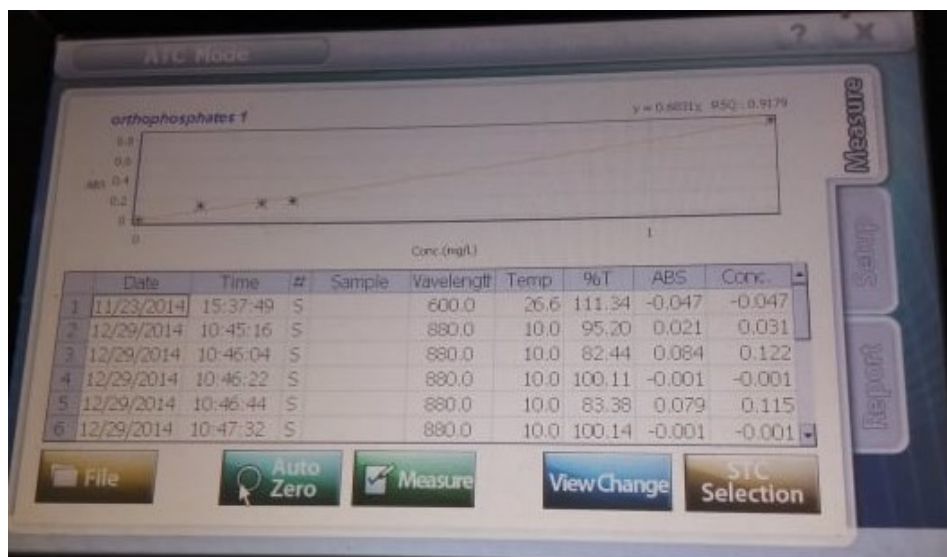 ATC Mode
? X
orthophosphates 1
y = 0.6831x RSQ: 0.9179
0.8
0.6
ABS 0.4
0.2
0
0 1
Conc.(mg/L)
Date Time # Sample Wavelength Temp %T ABS Conc.
1 11/23/2014 15:37:49 S 600.0 26.6 111.34 -0.047 -0.047
2 12/29/2014 10:45:16 S 880.0 10.0 95.20 0.021 0.031
3 12/29/2014 10:46:04 S 880.0 10.0 82.44 0.084 0.122
4 12/29/2014 10:46:22 S 880.0 10.0 100.11 -0.001 -0.001
5 12/29/2014 10:46:44 S 880.0 10.0 83.38 0.079 0.115
6 12/29/2014 10:47:32 S 880.0 10.0 100.14 -0.001 -0.001
File
Auto Zero
Measure
View Change
STC Selection
Measure
Setup
Report